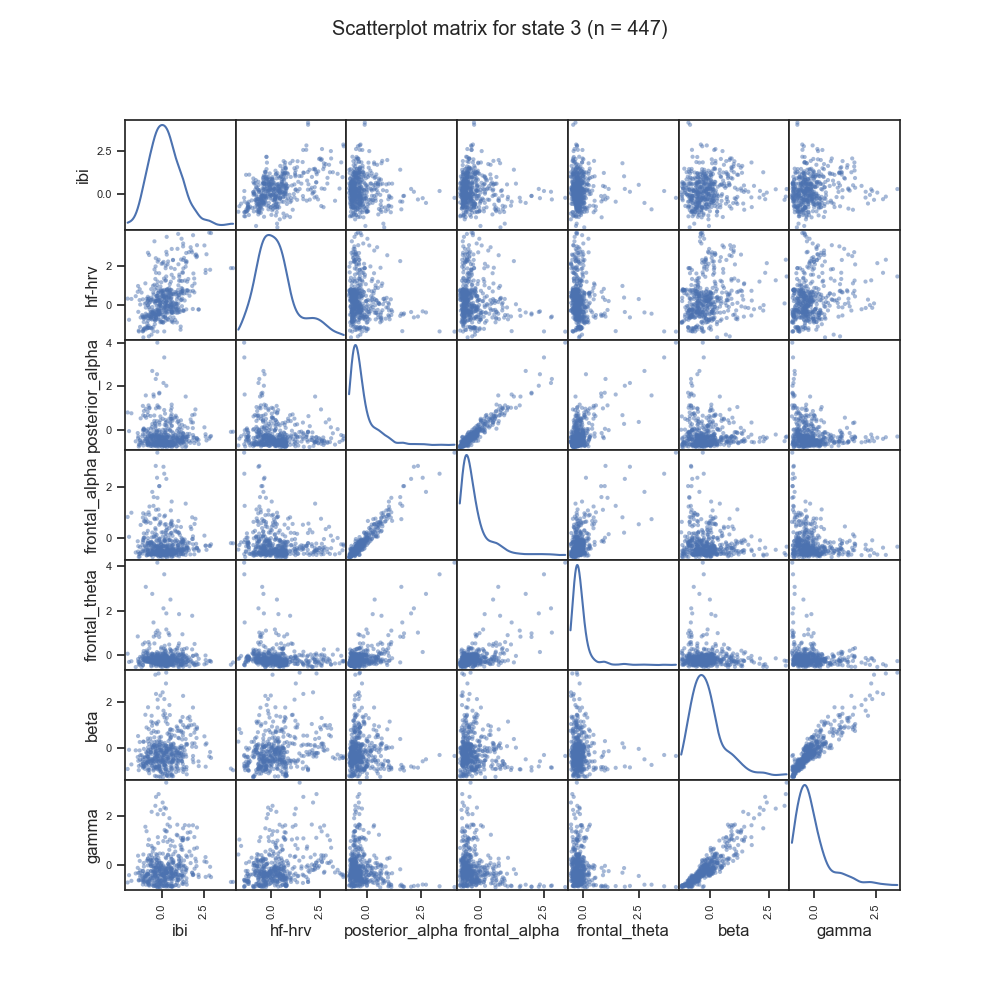 Scatterplot matrix for state 3 (n = 447)
ibi
2.5
0.0
hf-hrv
2
0
posterior_alpha
4
2
0
frontal_alpha
2
0
frontal_theta
4
2
0
beta
2
0
gamma
2
0
0.0 2.5 0.0 2.5 0.0 2.5 0.0 2.5 0.0 2.5 0.0 2.5 0.0 2.5
ibi hf-hrv posterior_alpha frontal_alpha frontal_theta beta gamma